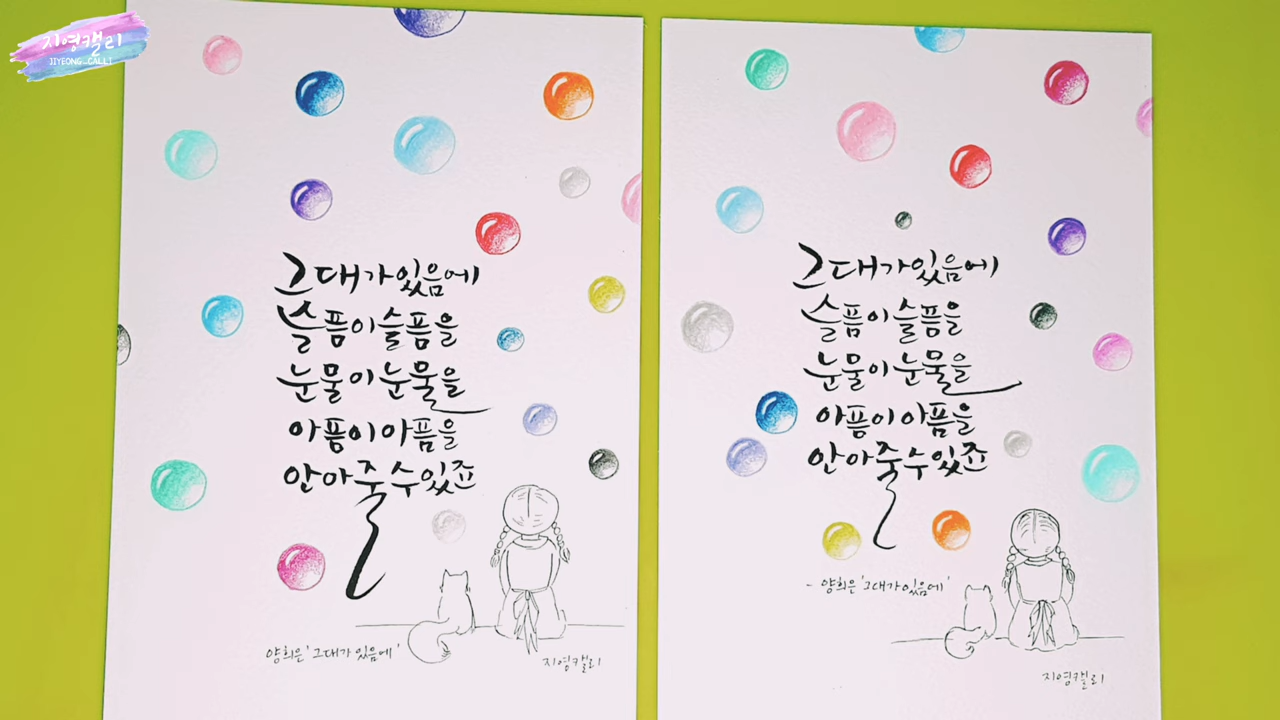 지영캘리
JIYEONG_CALLI
그대가있음에
슬픔이슬픔을
눈물이눈물을
아픔이아픔을
안아줄수있죠
양희은 '그대가 있음에'
지영캘리
그대가있음에
슬픔이슬픔을
눈물이눈물을
아픔이아픔을
안아줄수있죠
- 양희은 '그대가 있음에'
지영캘리